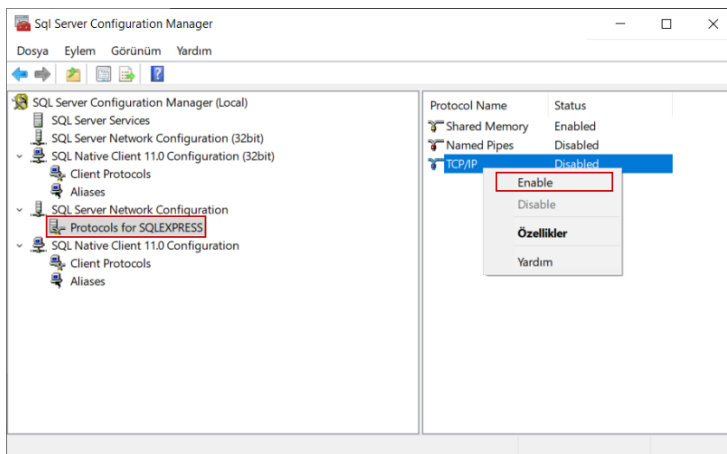 Sql Server Configuration Manager
Dosya Eylem Görünüm Yardım
SQL Server Configuration Manager (Local)
SQL Server Services
SQL Server Network Configuration (32bit)
SQL Native Client 11.0 Configuration (32bit)
Client Protocols
Aliases
SQL Server Network Configuration
Protocols for SQLEXPRESS
SQL Native Client 11.0 Configuration
Client Protocols
Aliases
Protocol Name Status
Shared Memory Enabled
Named Pipes Disabled
TCP/IP Disabled
Enable
Disable
Özellikler
Yardım